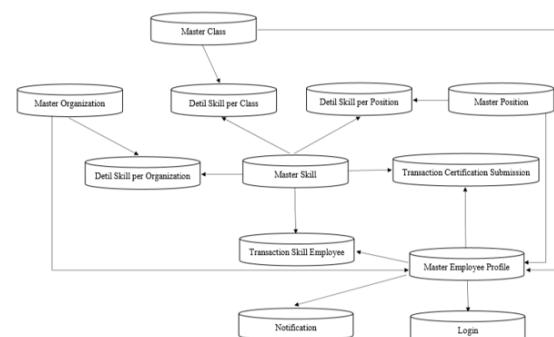 Master Class
Master Organization
Detil Skill per Class
Detil Skill per Position
Master Position
Detil Skill per Organization
Master Skill
Transaction Certification Submission
Transaction Skill Employee
Master Employee Profile
Notification
Login